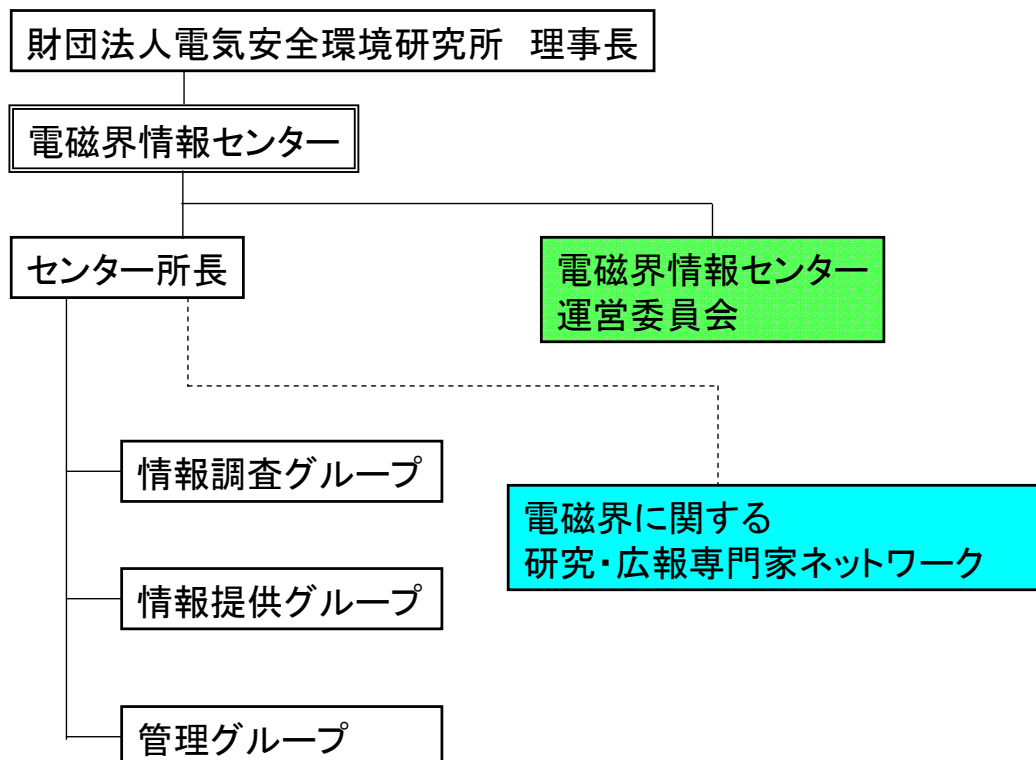 財団法人電気安全環境研究所　理事長
電磁界情報センター
センター所長
電磁界情報センター
運営委員会
情報調査グループ
電磁界に関する
研究・広報専門家ネットワーク
情報提供グループ
管理グループ